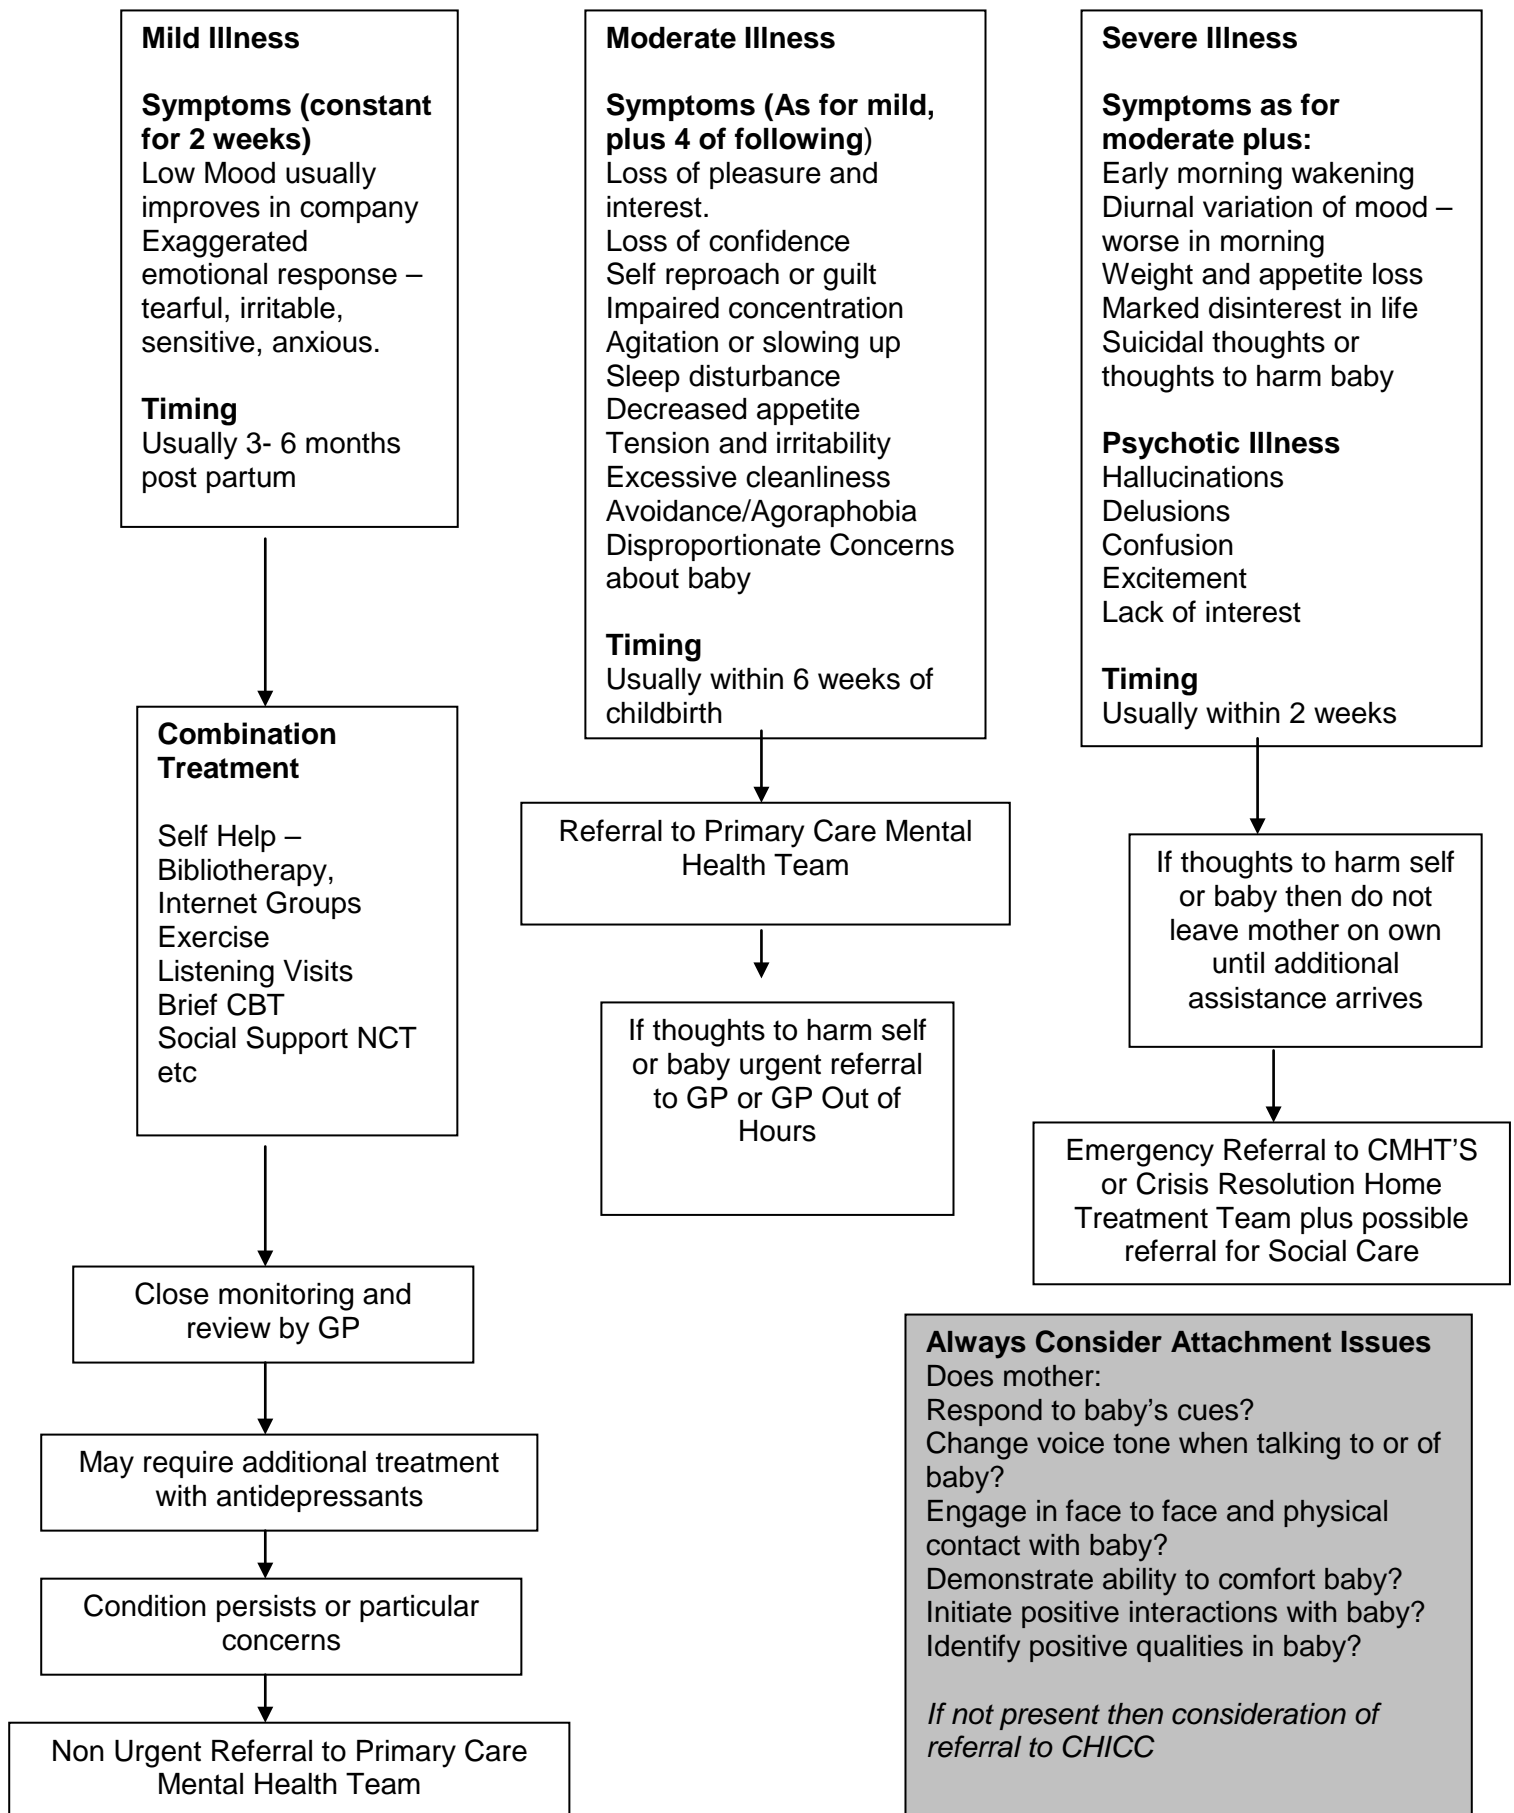 Mild Illness
Symptoms (constant
for 2 weeks)
Low Mood usually
improves in company
Exaggerated
emotional response –
tearful, irritable,
sensitive, anxious.
Timing
Usually 3- 6 months
post partum
Combination
Treatment
Self Help –
Bibliotherapy,
Internet Groups
Exercise
Listening Visits
Brief CBT
Social Support NCT
etc
Close monitoring and
review by GP
May require additional treatment
with antidepressants
Condition persists or particular
concerns
Non Urgent Referral to Primary Care
Mental Health Team
Moderate Illness
Symptoms (As for mild,
plus 4 of following)
Loss of pleasure and
interest.
Loss of confidence
Self reproach or guilt
Impaired concentration
Agitation or slowing up
Sleep disturbance
Decreased appetite
Tension and irritability
Excessive cleanliness
Avoidance/Agoraphobia
Disproportionate Concerns
about baby
Timing
Usually within 6 weeks of
childbirth
Referral to Primary Care Mental
Health Team
If thoughts to harm self
or baby urgent referral
to GP or GP Out of
Hours
Severe Illness
Symptoms as for
moderate plus:
Early morning wakening
Diurnal variation of mood –
worse in morning
Weight and appetite loss
Marked disinterest in life
Suicidal thoughts or
thoughts to harm baby
Psychotic Illness
Hallucinations
Delusions
Confusion
Excitement
Lack of interest
Timing
Usually within 2 weeks
If thoughts to harm self
or baby then do not
leave mother on own
until additional
assistance arrives
Emergency Referral to CMHT'S
or Crisis Resolution Home
Treatment Team plus possible
referral for Social Care
Always Consider Attachment Issues
Does mother:
Respond to baby's cues?
Change voice tone when talking to or of
baby?
Engage in face to face and physical
contact with baby?
Demonstrate ability to comfort baby?
Initiate positive interactions with baby?
Identify positive qualities in baby?
If not present then consideration of
referral to CHICC